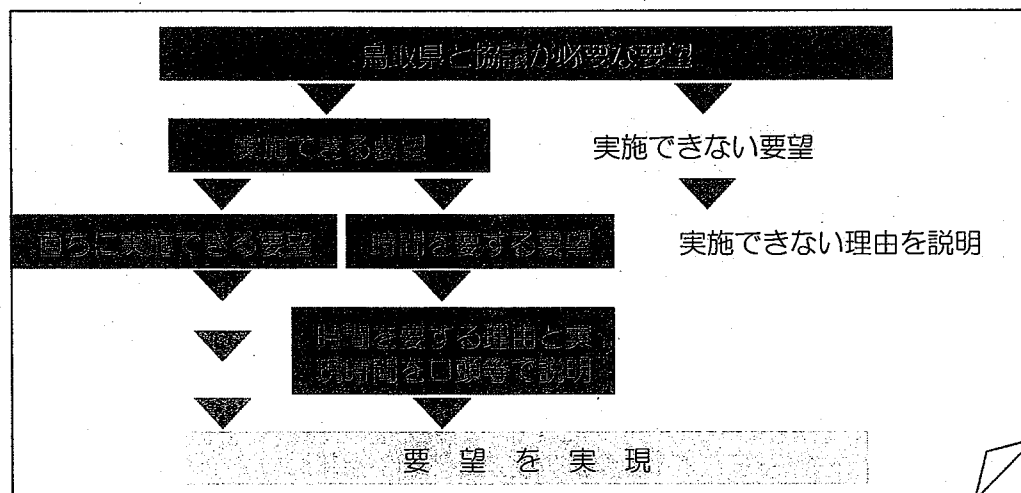 鳥取県と協議が必要な要望
実施できる要望
実施できない要望
直ちに実施できる要望
時間を要する要望
実施できない理由を説明
時間を要する理由と実
現時間を口頭等で説明
要望を実現